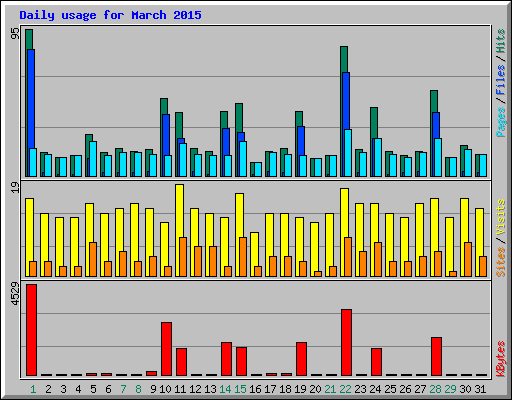 Daily usage for March 2015
95
Pages / Files / Hits
19
Sites / Visits
4529
KBytes
1 2 3 4 5 6 7 8 9 10 11 12 13 14 15 16 17 18 19 20 21 22 23 24 25 26 27 28 29 30 31